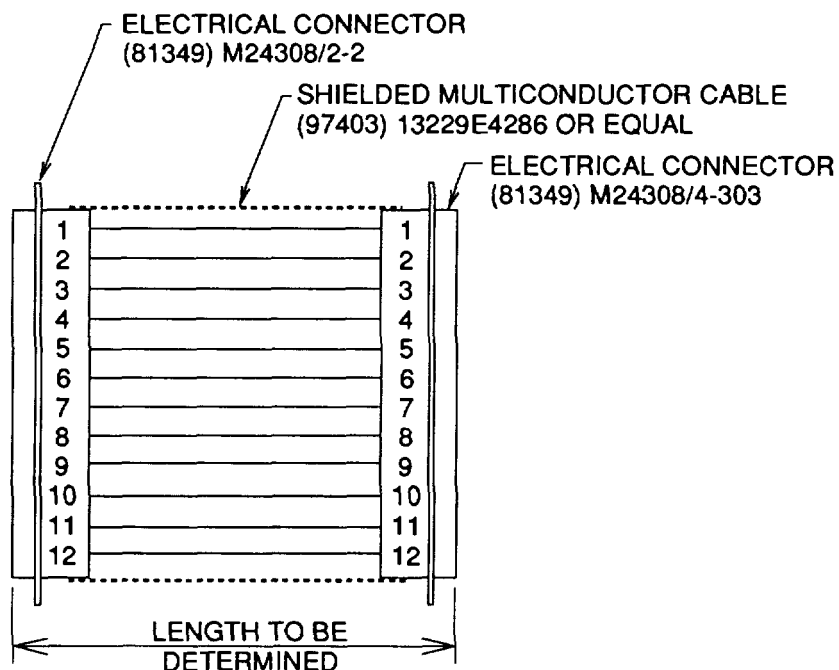 ELECTRICAL CONNECTOR
(81349) M24308/2-2
SHIELDED MULTICONDUCTOR CABLE
(97403) 13229E4286 OR EQUAL
ELECTRICAL CONNECTOR
(81349) M24308/4-303
1 1
2 2
3 3
4 4
5 5
6 6
7 7
8 8
9 9
10 10
11 11
12 12
LENGTH TO BE
DETERMINED